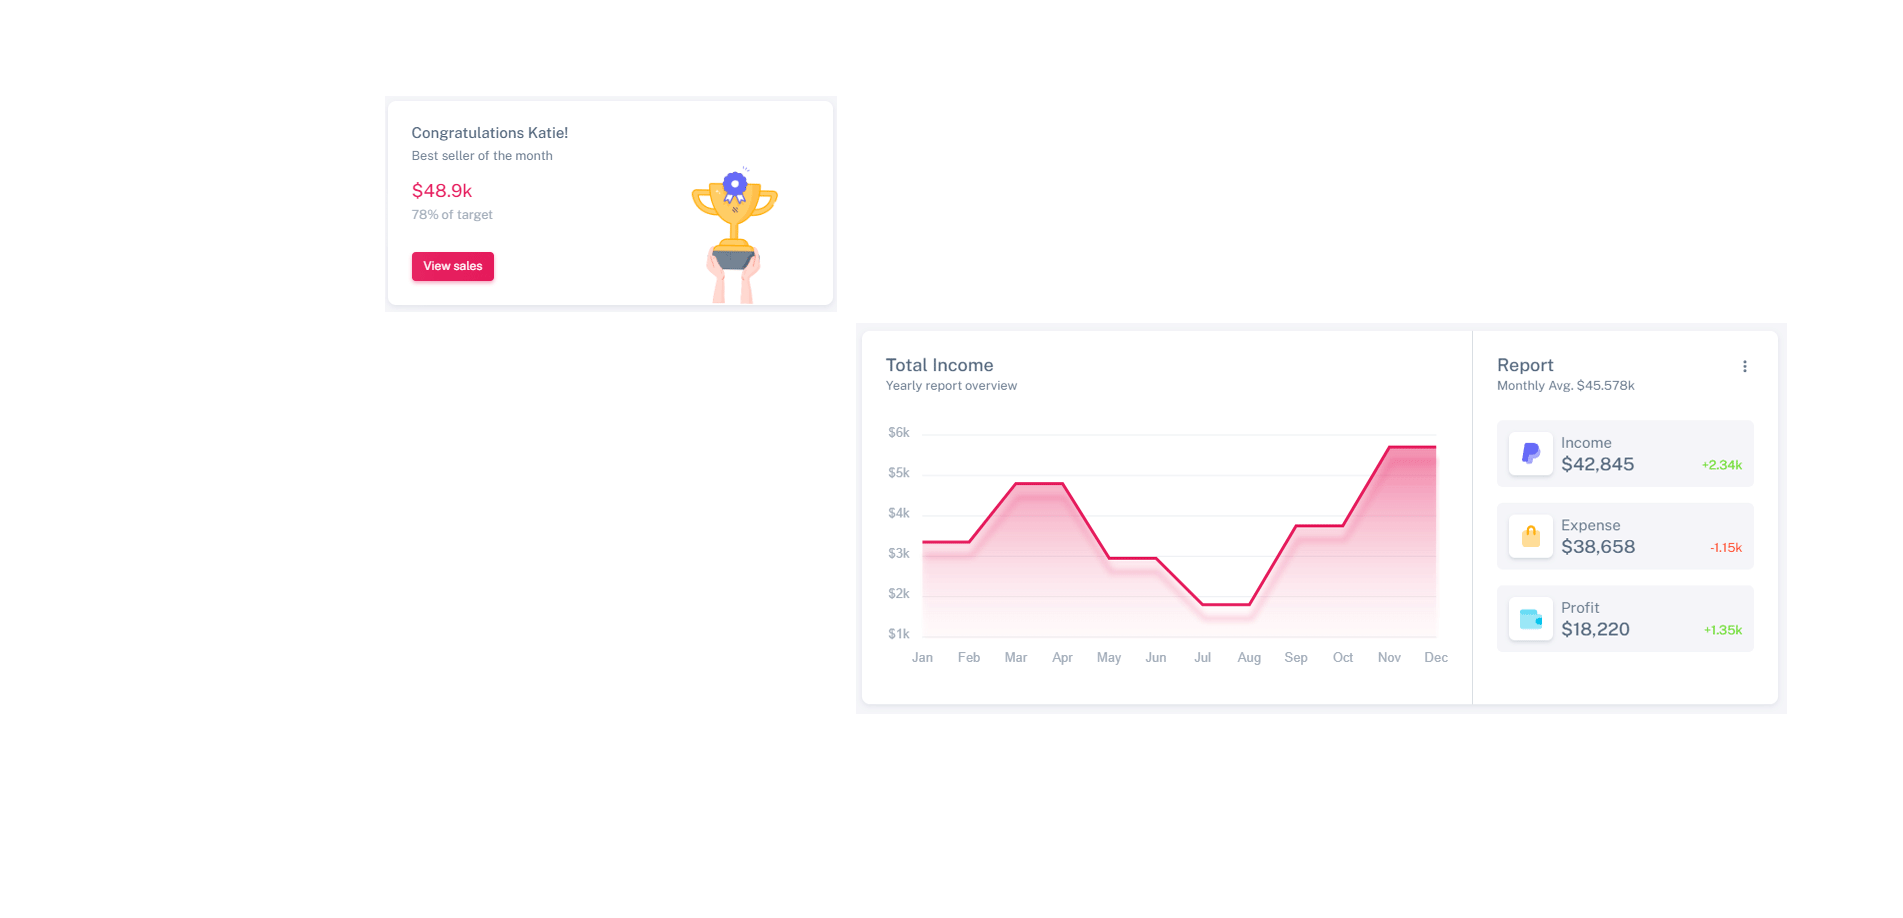 Congratulations Katie!
Best seller of the month
$48.9k
78% of target
View sales
Total Income
Yearly report overview
$6k
$5k
$4k
$3k
$2k
$1k
Jan Feb Mar Apr May Jun Jul Aug Sep Oct Nov Dec
Report
Monthly Avg. $45.578k
Income
$42,845 +2.34k
Expense
$38,658 -1.15k
Profit
$18,220 +1.35k